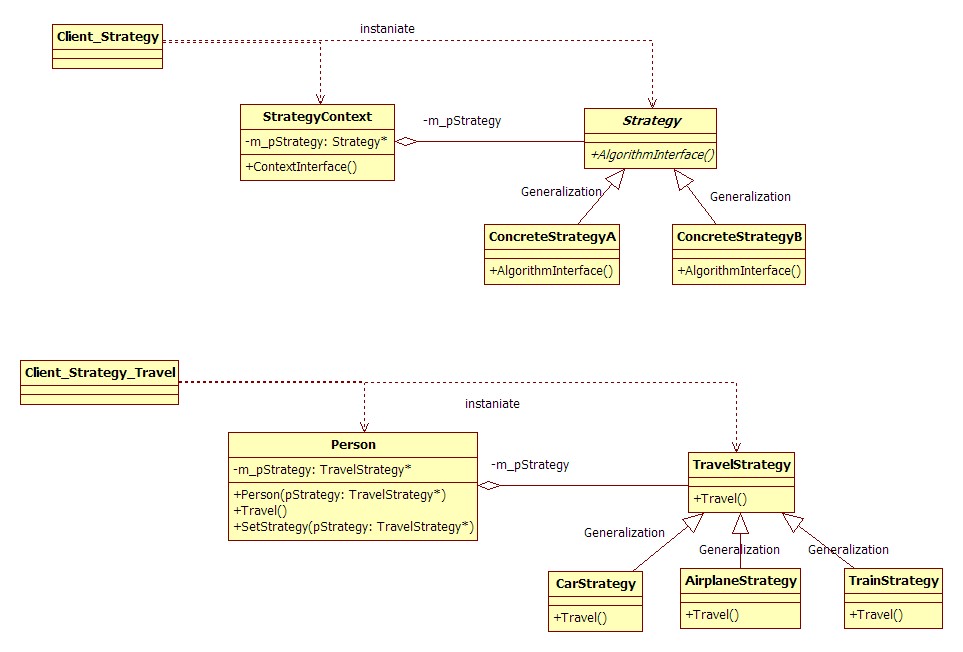 instaniate
Client_Strategy
StrategyContext
-m_pStrategy: Strategy*
+ContextInterface()
-m_pStrategy
Strategy
+AlgorithmInterface()
Generalization
Generalization
ConcreteStrategyA
+AlgorithmInterface()
ConcreteStrategyB
+AlgorithmInterface()
Client_Strategy_Travel
instaniate
Person
-m_pStrategy: TravelStrategy*
+Person(pStrategy: TravelStrategy*)
+Travel()
+SetStrategy(pStrategy: TravelStrategy*)
-m_pStrategy
TravelStrategy
+Travel()
Generalization
Generalization
Generalization
CarStrategy
+Travel()
AirplaneStrategy
+Travel()
TrainStrategy
+Travel()